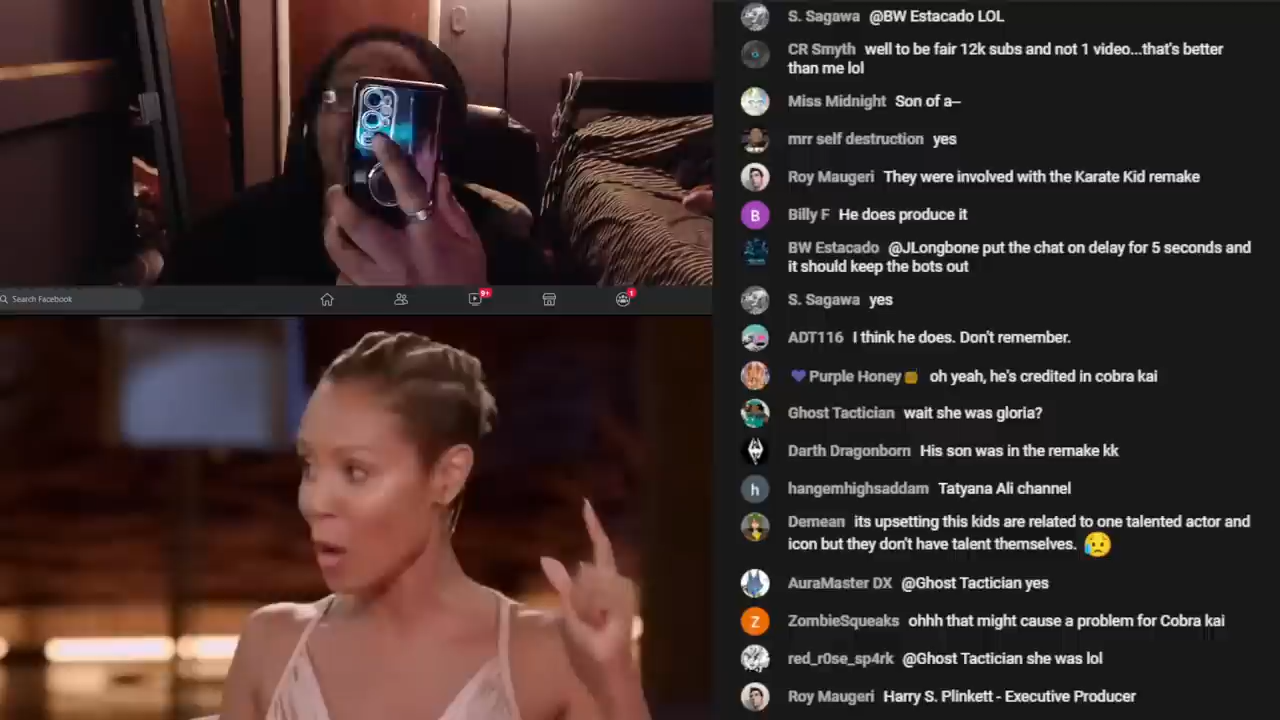 S. Sagawa @BW Estacado LOL
CR Smyth well to be fair 12k subs and not 1 video...that's better
than me lol
Miss Midnight Son of a–
mrr self destruction yes
Roy Maugeri They were involved with the Karate Kid remake
B
Billy F He does produce it
BW Estacado @JLongbone put the chat on delay for 5 seconds and
it should keep the bots out
Search Facebook
9+
1
S. Sagawa yes
ADT116 I think he does. Don't remember.
Purple Honey oh yeah, he's credited in cobra kai
Ghost Tactician wait she was gloria?
Darth Dragonborn His son was in the remake kk
h
hangemhighsaddam Tatyana Ali channel
Demean its upsetting this kids are related to one talented actor and
icon but they don't have talent themselves. 😥
AuraMaster DX @Ghost Tactician yes
Z
ZombieSqueaks ohhh that might cause a problem for Cobra kai
red_r0se_sp4rk @Ghost Tactician she was lol
Roy Maugeri Harry S. Plinkett - Executive Producer